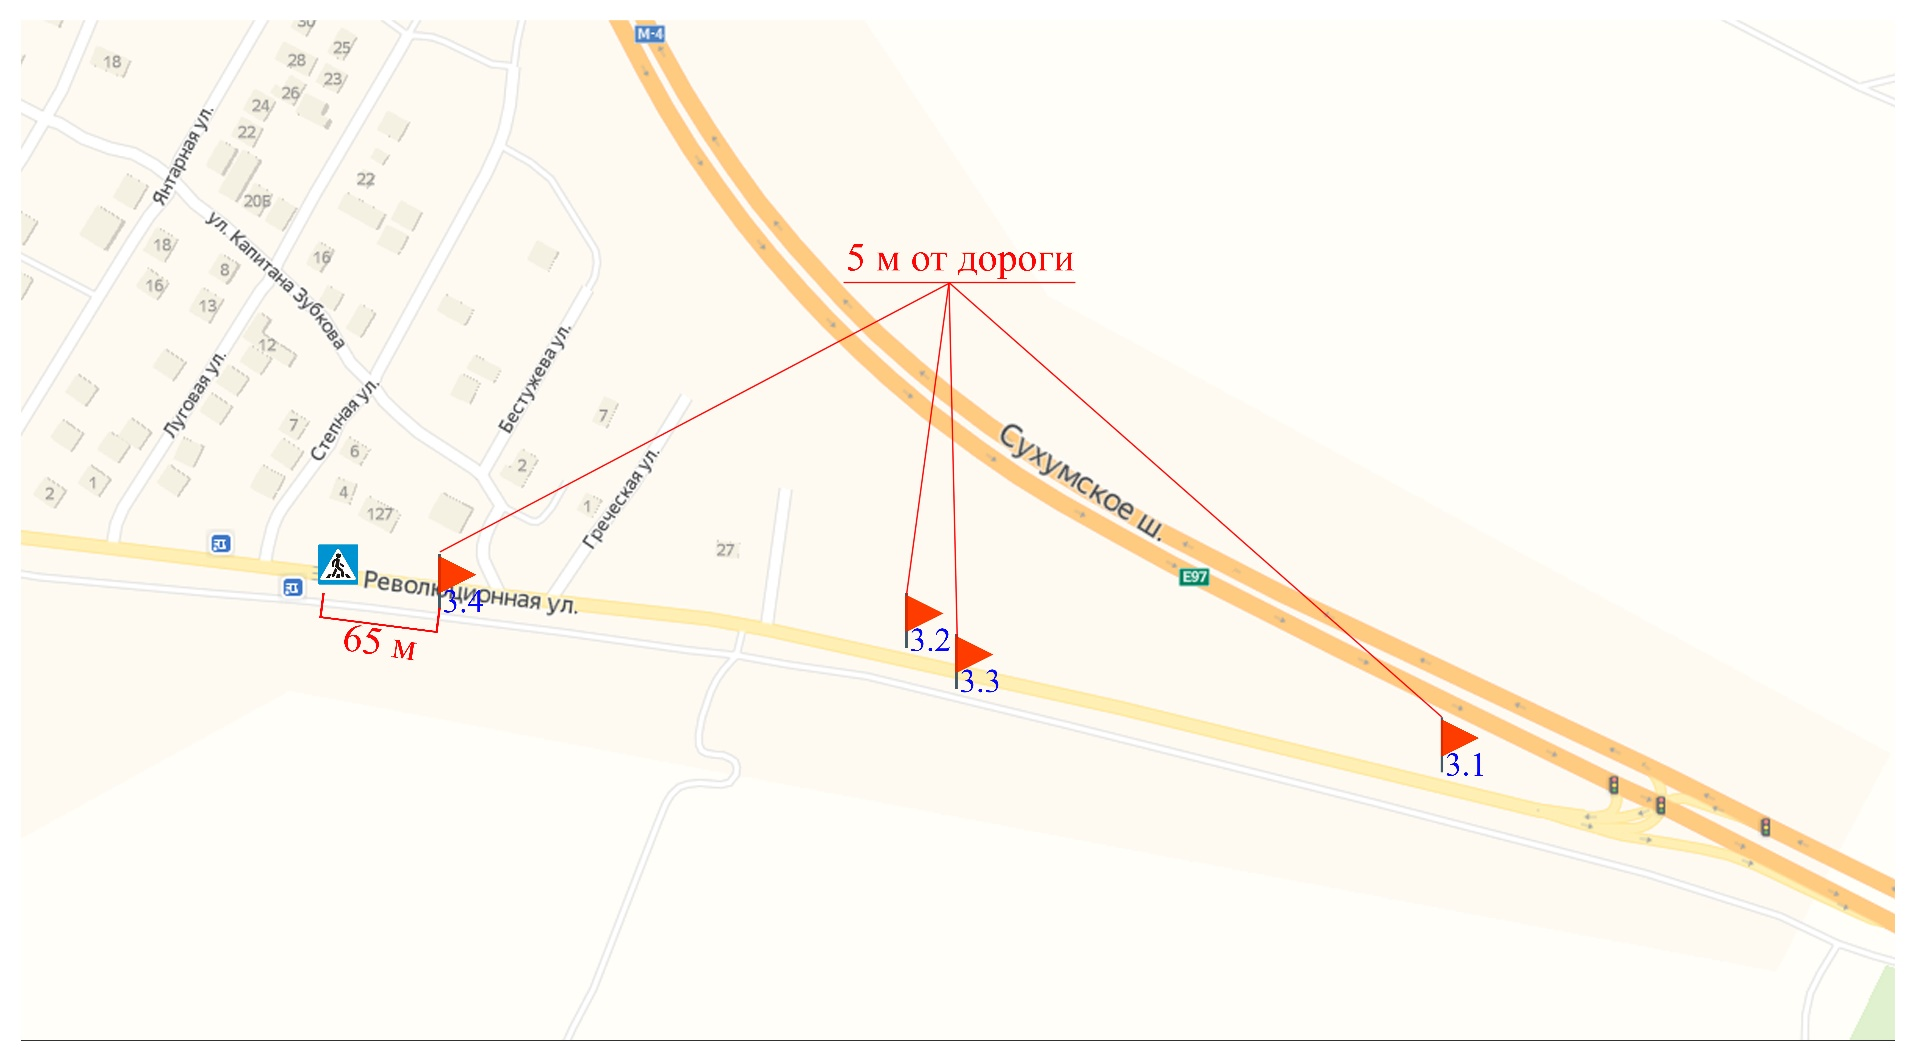 М-4
30
18
25
28
23
26
24
22
Янтарная ул.
22
20Б
ул. Капитана Зубкова
18
16
8
16
13
5 м от дороги
12
Луговая ул.
Степная ул.
Бестужева ул.
7
7
Сухумское ш.
6
2
Греческая ул.
2
1
4
1
127
27
E97
Революционная ул.
3.4
65 м
3.2
3.3
3.1